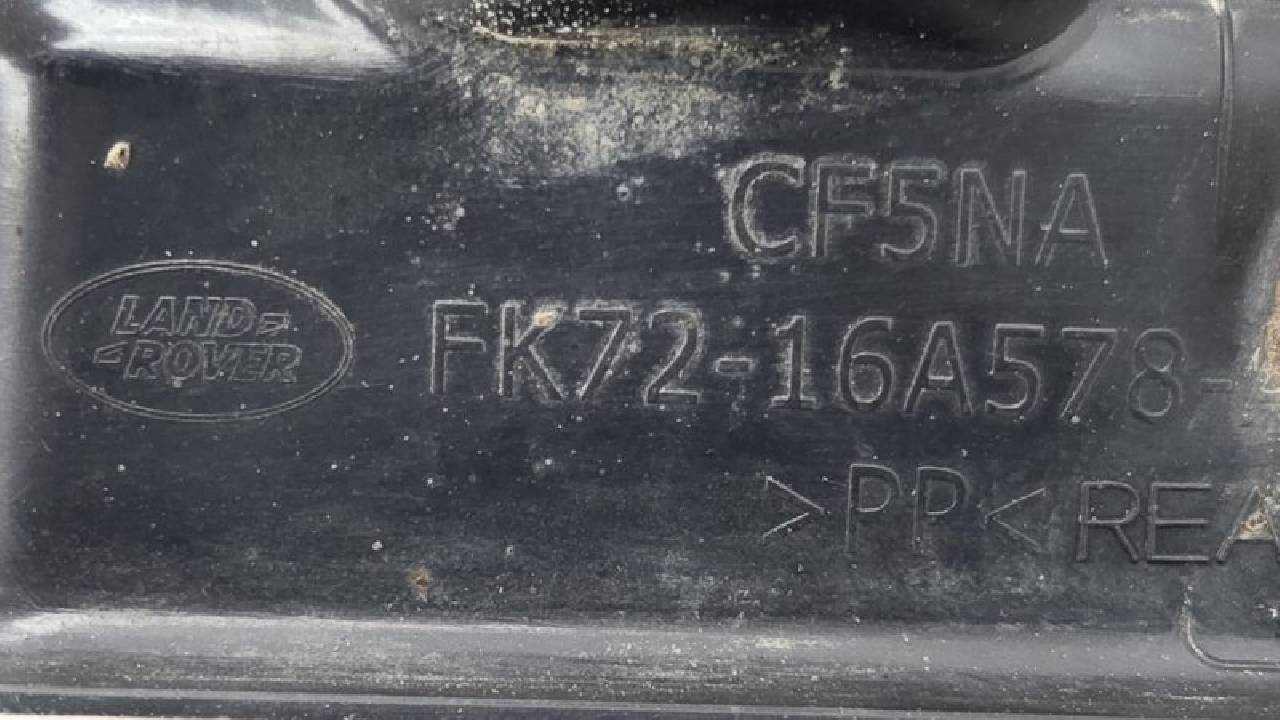 CF5NA
LAND
ROVER
FK72-16A578-
>PP<